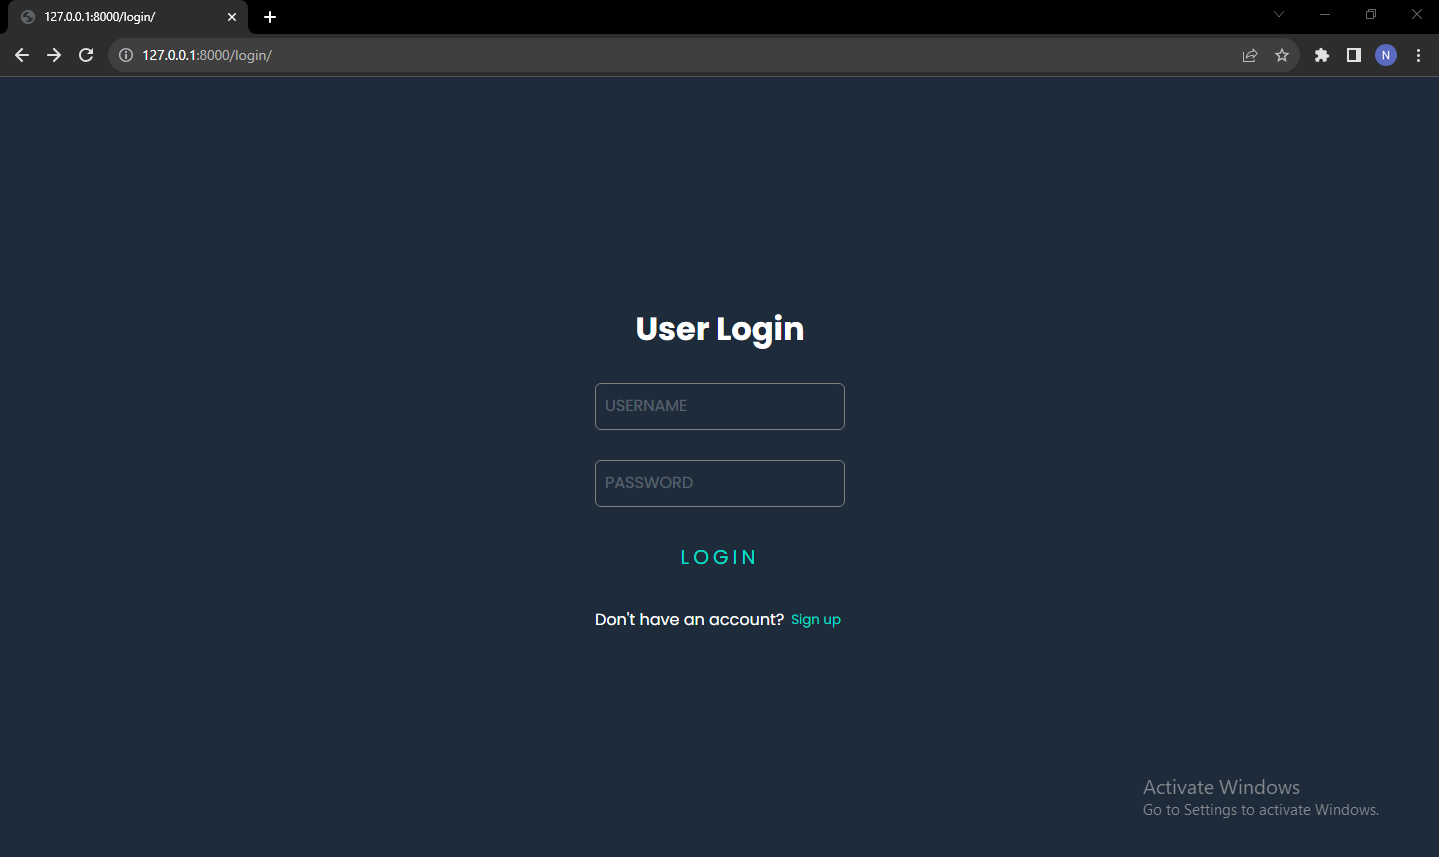 127.0.0.1:8000/login/
127.0.0.1:8000/login/
N
User Login
USERNAME
PASSWORD
LOGIN
Don't have an account? Sign up
Activate Windows
Go to Settings to activate Windows.